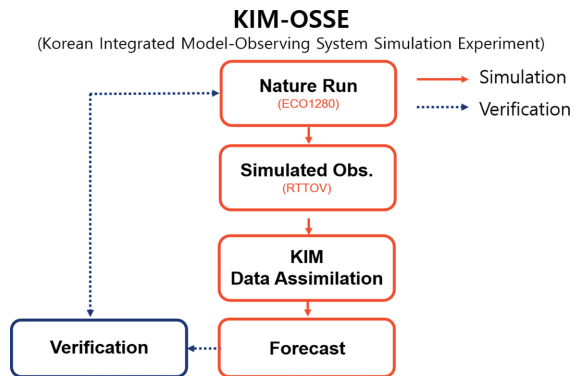 KIM-OSSE
(Korean Integrated Model-Observing System Simulation Experiment)
Nature Run
(ECO1280)
Simulation
Verification
Simulated Obs.
(RTTOV)
KIM
Data Assimilation
Verification
Forecast